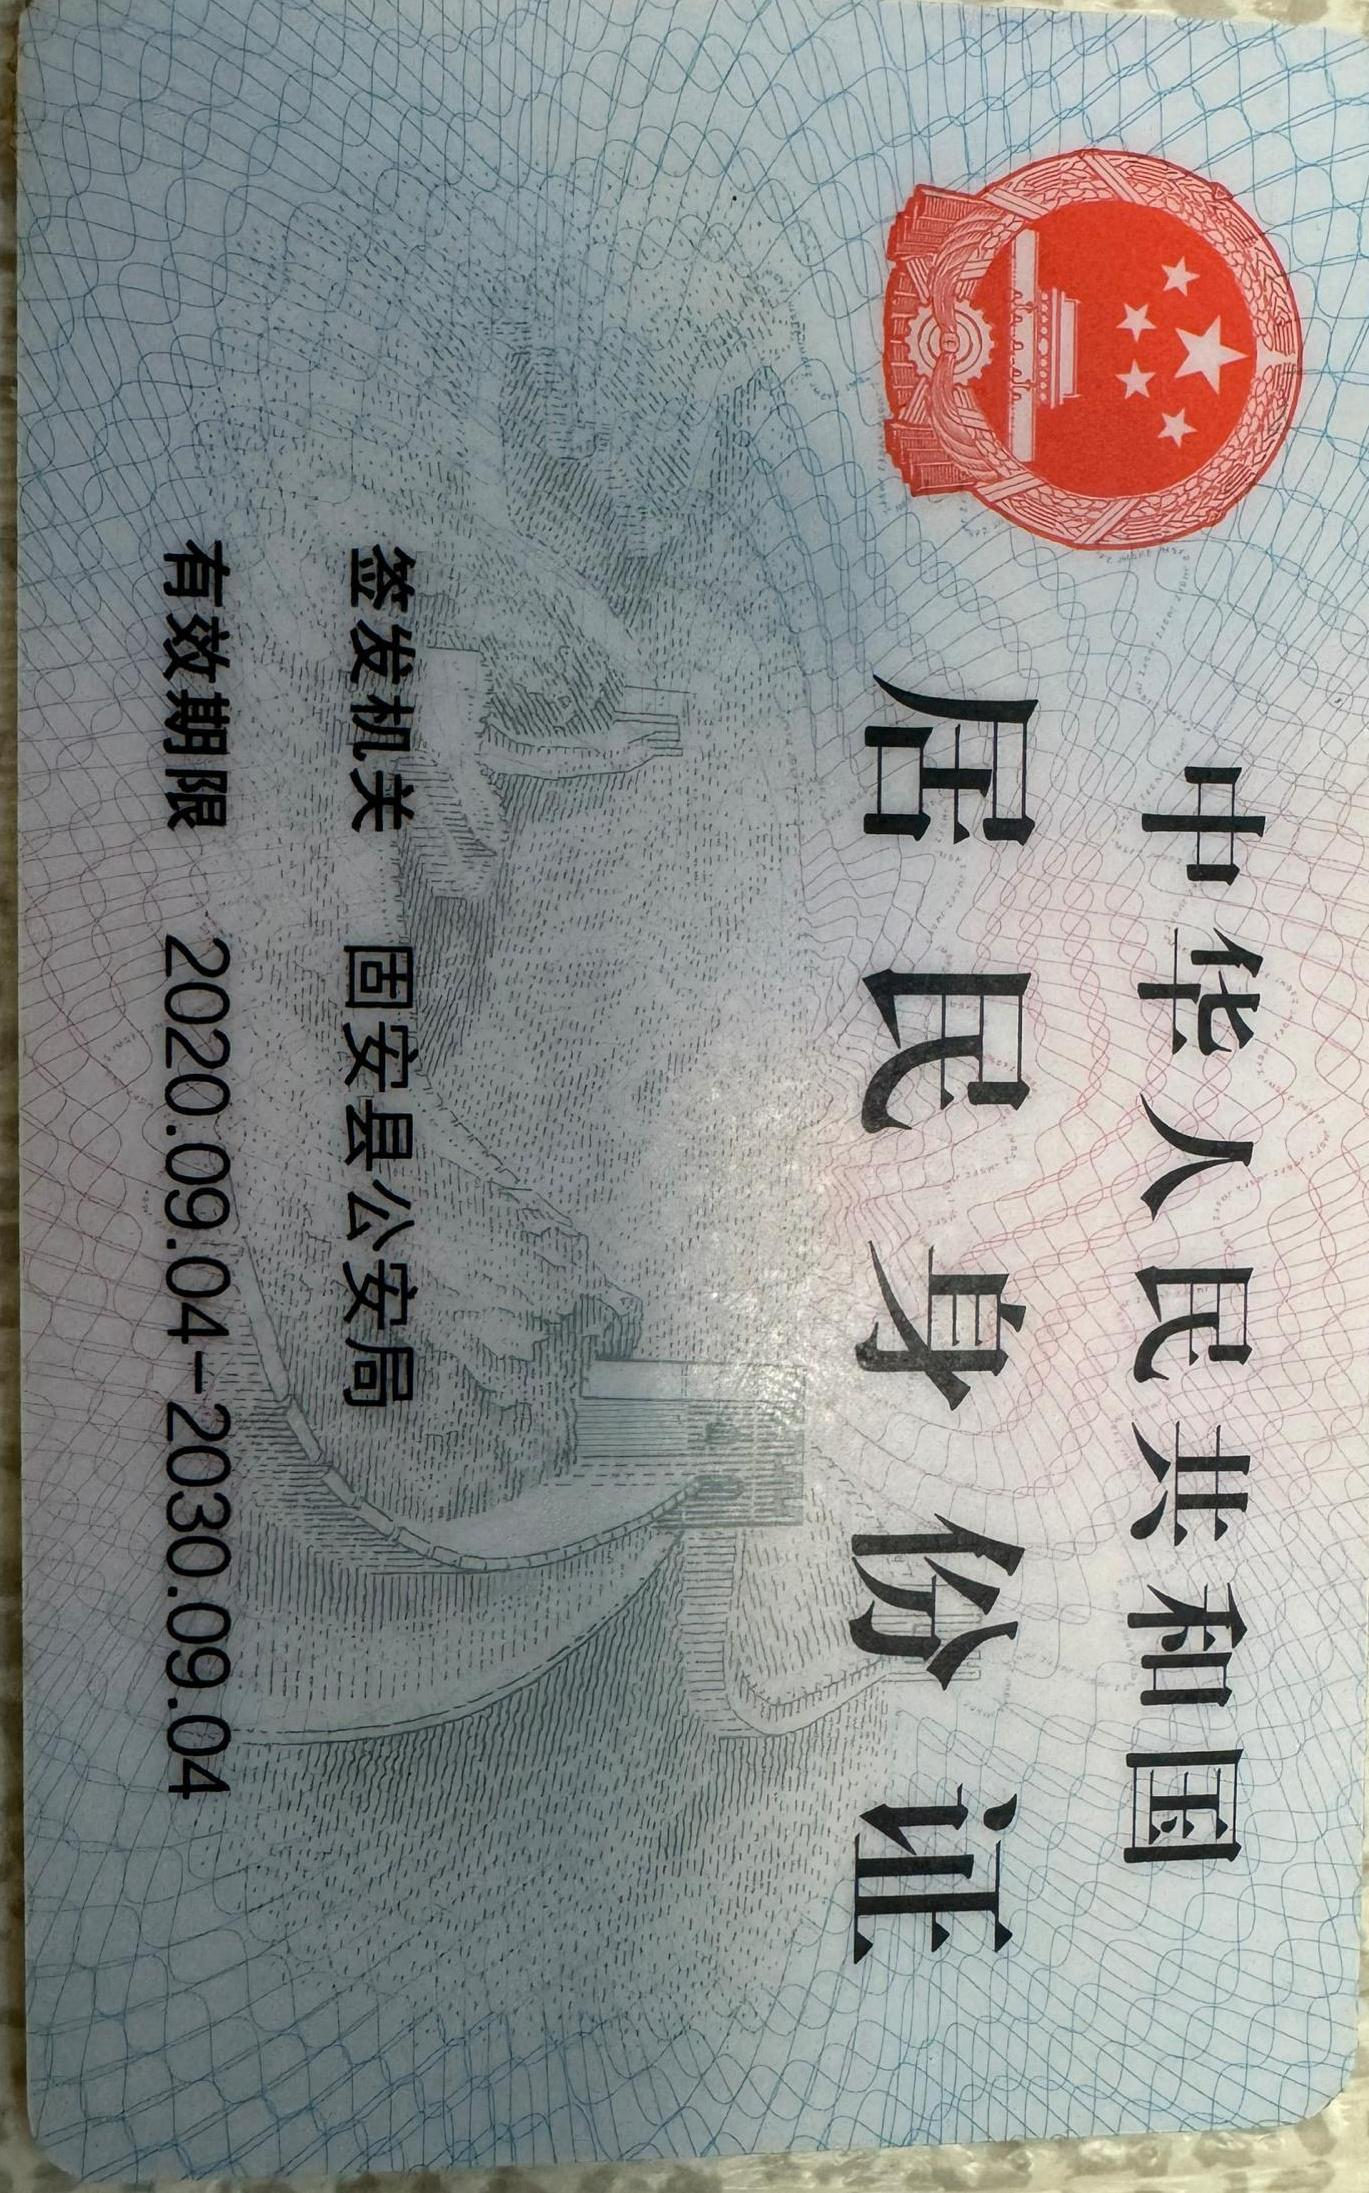 中华人民共和国
居民身份证
签发机关 固安县公安局
有效期限 2020.09.04-2030.09.04